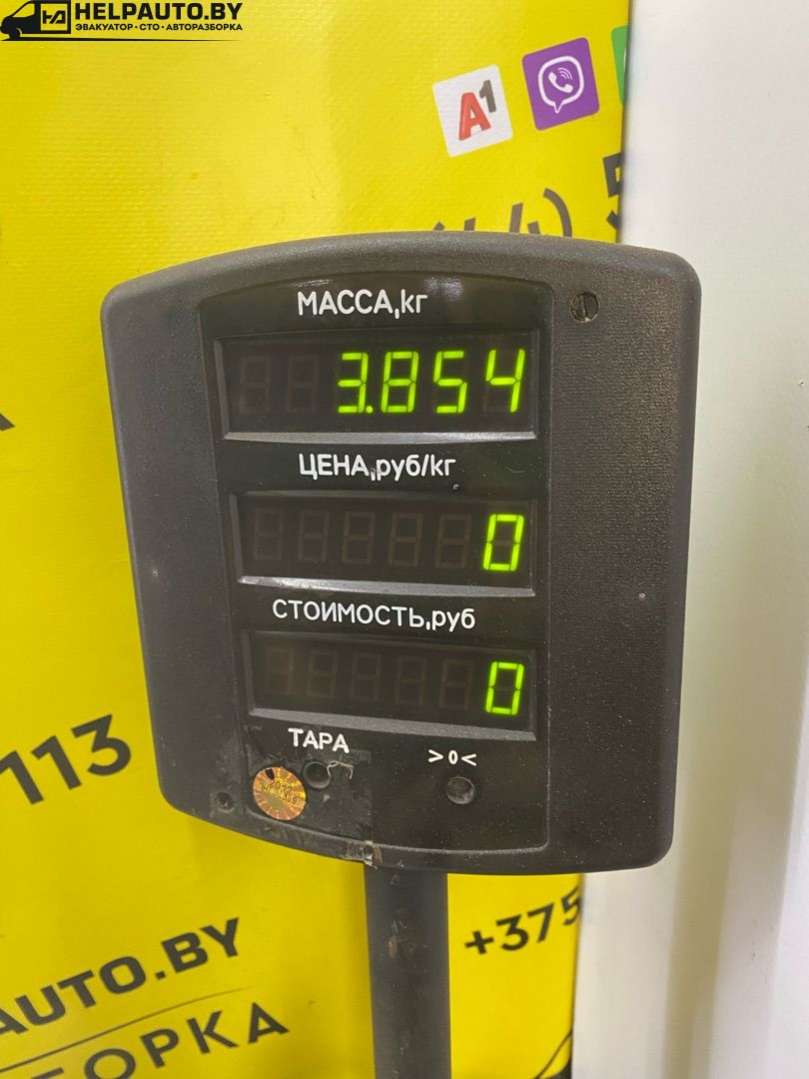 HELPAUTO.BY
ЭВАКУАТОР • СТО • АВТОРАЗБОРКА
A1
МАССА,кг
3.854
ЦЕНА,руб/кг
0
СТОИМОСТЬ,руб
0
ТАРА
>0<
113
+375
AUTO.BY